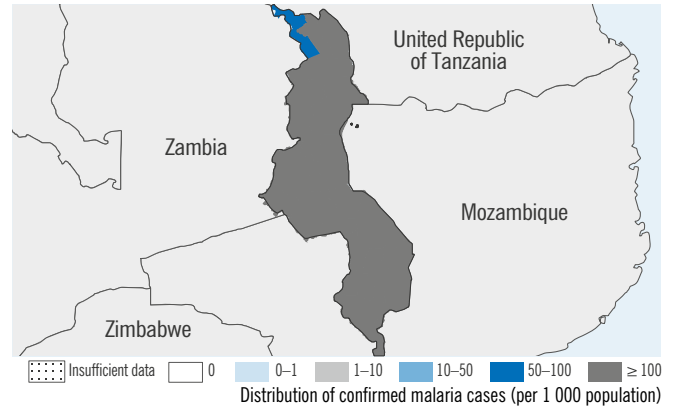 United Republic
of Tanzania
Zambia
Mozambique
Zimbabwe
Insufficient data 0 0–1 1–10 10–50 50–100 ≥ 100
Distribution of confirmed malaria cases (per 1 000 population)